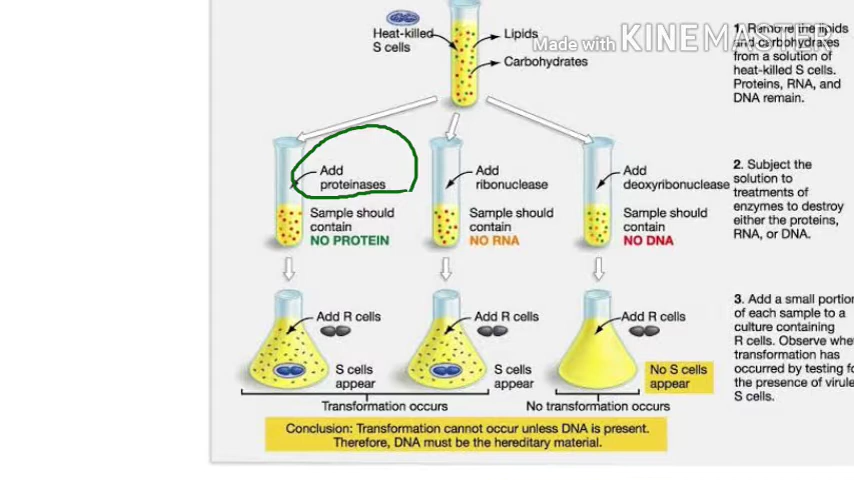 Heat-killed
S cells
Lipids
Carbohydrates
Made with KINEMASTER
1. Remove the lipids
and carbohydrates
from a solution of
heat-killed S cells.
Proteins, RNA, and
DNA remain.
Add
proteinases
Add
ribonuclease
Add
deoxyribonuclease
2. Subject the
solution to
treatments of
enzymes to destroy
either the proteins,
RNA, or DNA.
Sample should
contain
NO PROTEIN
Sample should
contain
NO RNA
Sample should
contain
NO DNA
Add R cells
Add R cells
Add R cells
3. Add a small portion
of each sample to a
culture containing
R cells. Observe whe
transformation has
occurred by testing fo
the presence of virule
S cells.
S cells
appear
S cells
appear
No S cells
appear
Transformation occurs
No transformation occurs
Conclusion: Transformation cannot occur unless DNA is present.
Therefore, DNA must be the hereditary material.